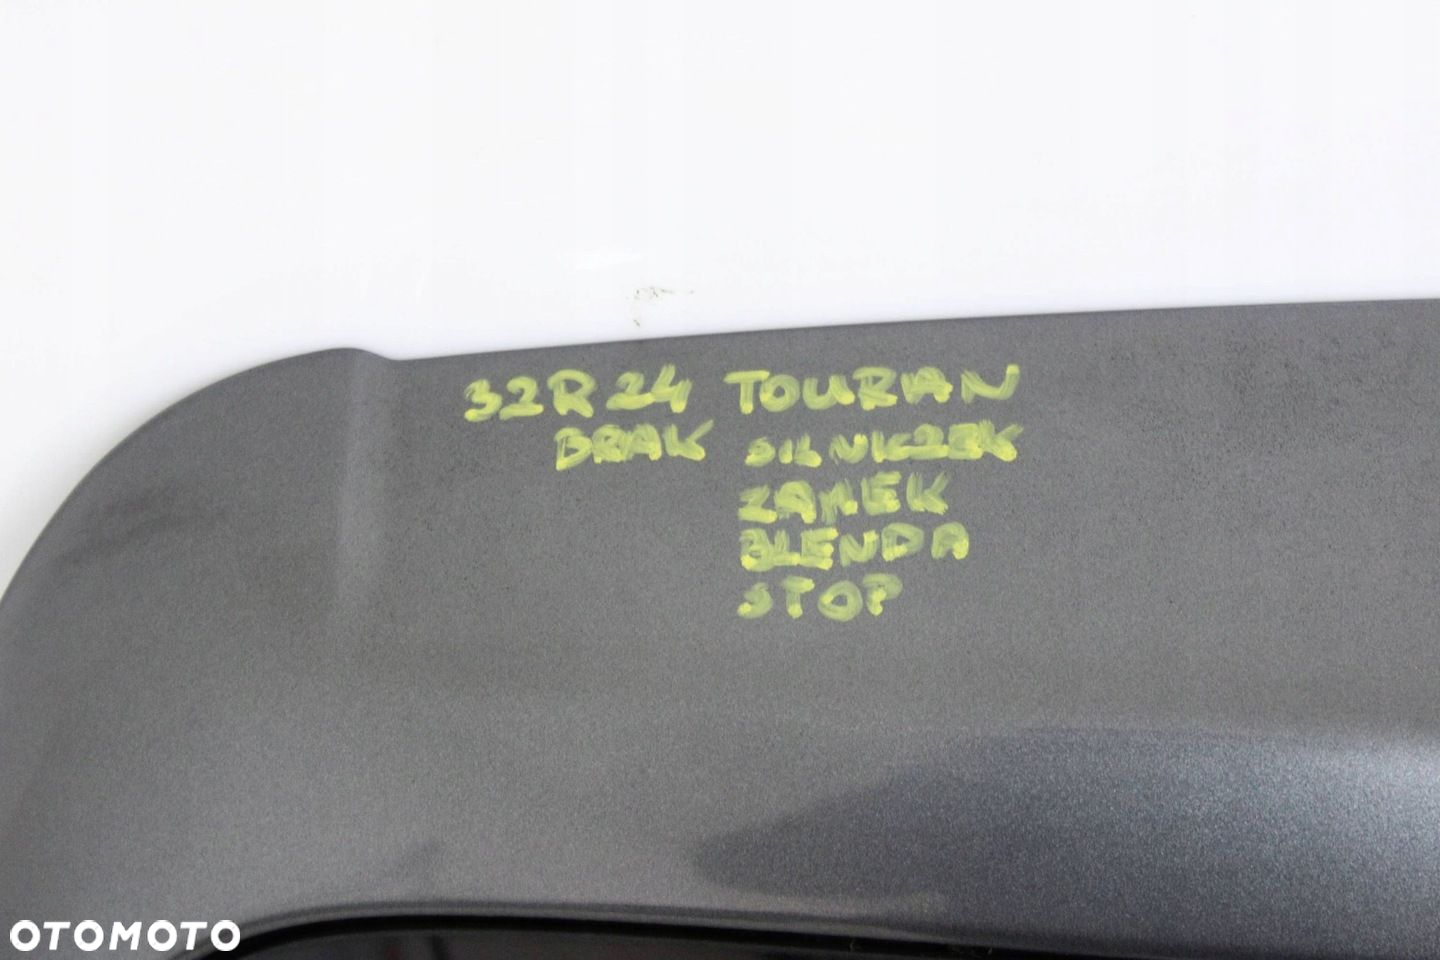 32R24 TOURAN
BRAK SILNICZEK
ZAMEK
BLENDA
STOP
OTOMOTO